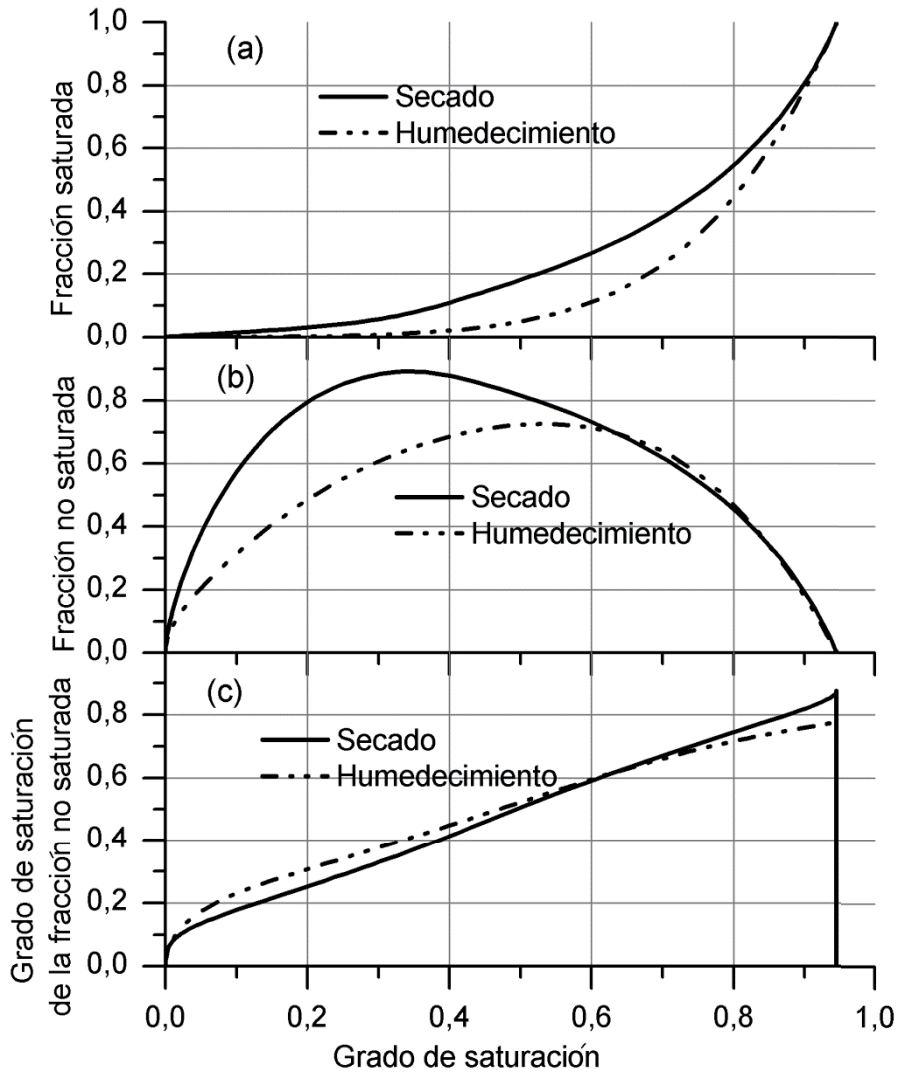 1,0
0,8
0,6
0,4
0,2
0,0
Fracción saturada
(a)
Secado
Humedecimiento
0,8
0,6
0,4
0,2
0,0
Fracción no saturada
(b)
Secado
Humedecimiento
0,8
0,6
0,4
0,2
0,0
Grado de saturación
de la fracción no saturada
(c)
Secado
Humedecimiento
0,0 0,2 0,4 0,6 0,8 1,0
Grado de saturación